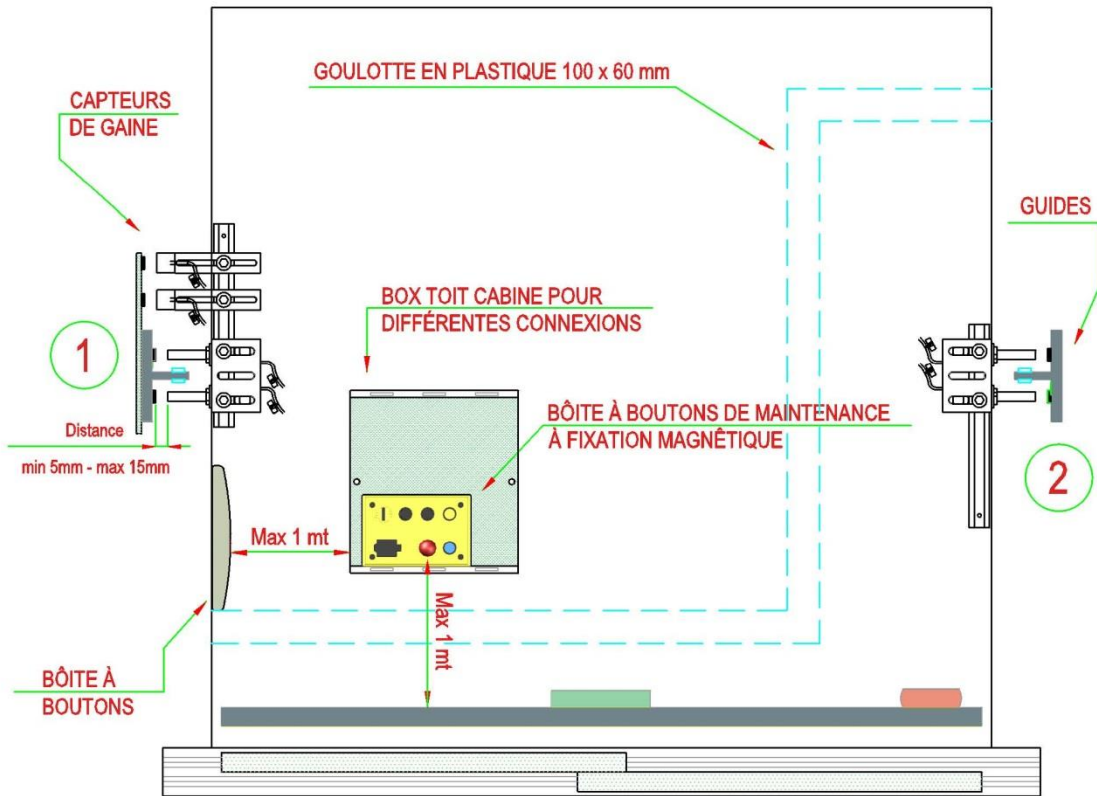 GOULOTTE EN PLASTIQUE 100 x 60 mm
CAPTEURS
DE GAINE
GUIDES
BOX TOIT CABINE POUR
DIFFÉRENTES CONNEXIONS
1
BÔITE À BOUTONS DE MAINTENANCE
À FIXATION MAGNÊTIQUE
Distance
min 5mm - max 15mm
2
Max 1 mt
Max 1 mt
BÔITE À
BOUTONS